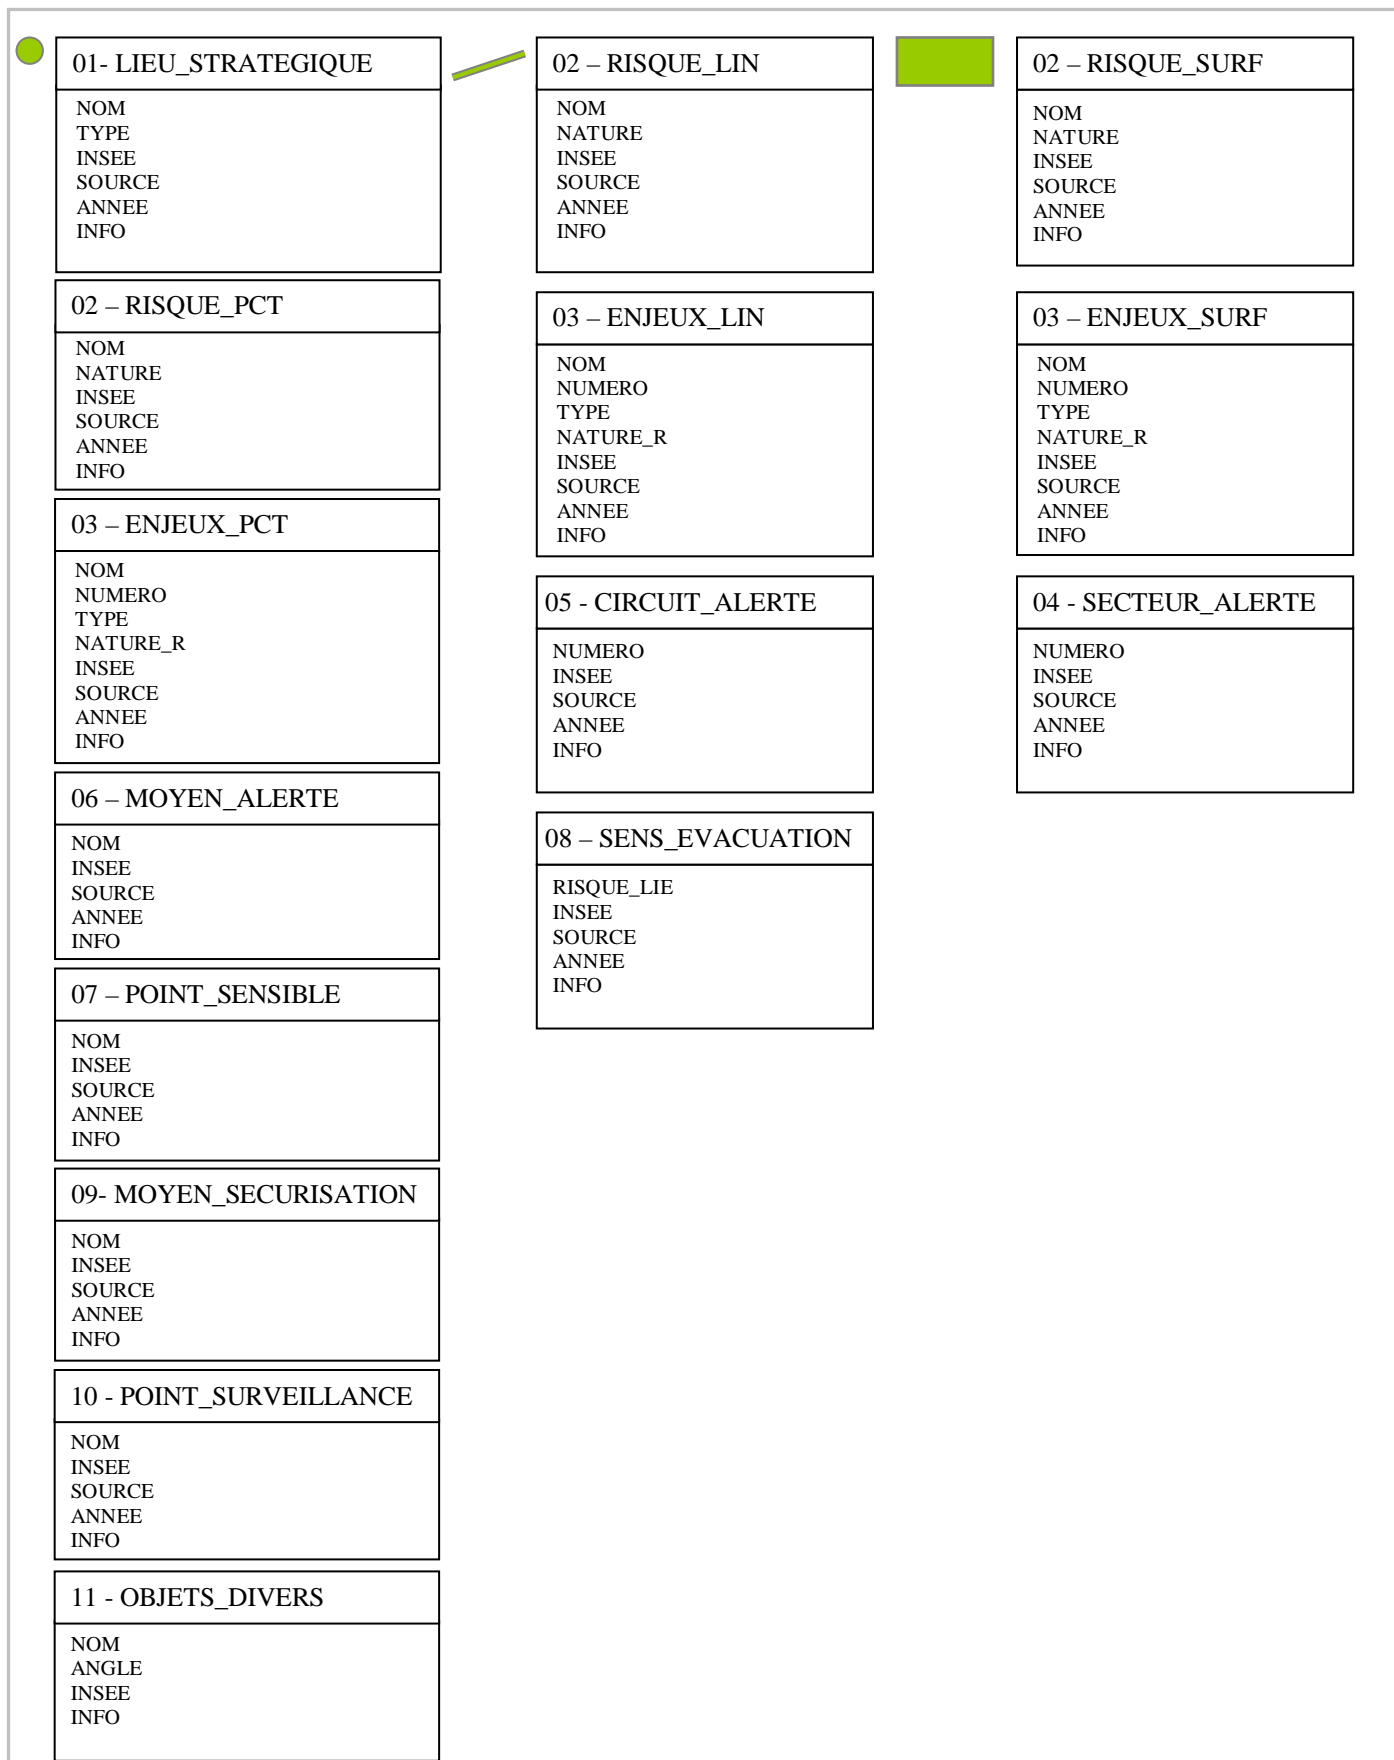 01- LIEU_STRATEGIQUE
NOM
TYPE
INSEE
SOURCE
ANNEE
INFO
02 – RISQUE_PCT
NOM
NATURE
INSEE
SOURCE
ANNEE
INFO
03 – ENJEUX_PCT
NOM
NUMERO
TYPE
NATURE_R
INSEE
SOURCE
ANNEE
INFO
06 – MOYEN_ALERTE
NOM
INSEE
SOURCE
ANNEE
INFO
07 – POINT_SENSIBLE
NOM
INSEE
SOURCE
ANNEE
INFO
09- MOYEN_SECURISATION
NOM
INSEE
SOURCE
ANNEE
INFO
10 - POINT_SURVEILLANCE
NOM
INSEE
SOURCE
ANNEE
INFO
11 - OBJETS_DIVERS
NOM
ANGLE
INSEE
INFO
02 – RISQUE_LIN
NOM
NATURE
INSEE
SOURCE
ANNEE
INFO
03 – ENJEUX_LIN
NOM
NUMERO
TYPE
NATURE_R
INSEE
SOURCE
ANNEE
INFO
05 - CIRCUIT_ALERTE
NUMERO
INSEE
SOURCE
ANNEE
INFO
08 – SENS_EVACUATION
RISQUE_LIE
INSEE
SOURCE
ANNEE
INFO
02 – RISQUE_SURF
NOM
NATURE
INSEE
SOURCE
ANNEE
INFO
03 – ENJEUX_SURF
NOM
NUMERO
TYPE
NATURE_R
INSEE
SOURCE
ANNEE
INFO
04 - SECTEUR_ALERTE
NUMERO
INSEE
SOURCE
ANNEE
INFO